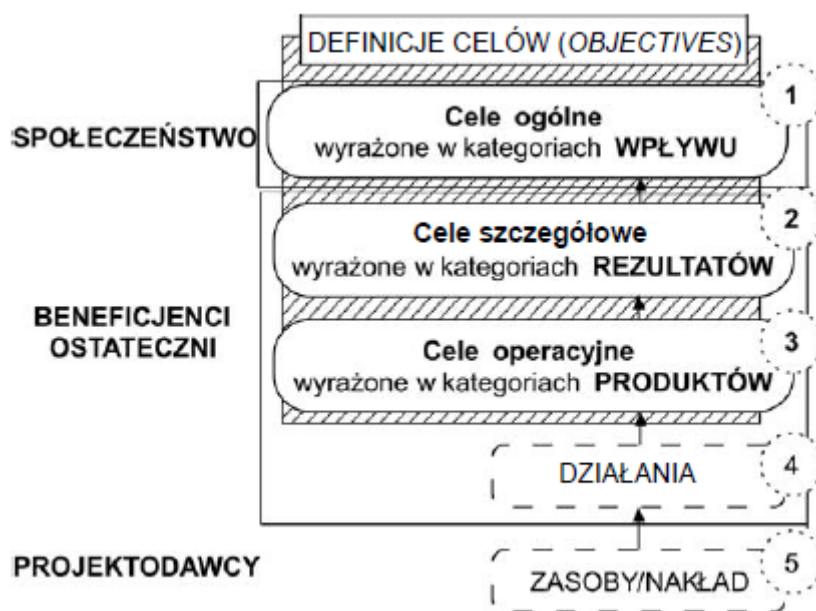 DEFINICJE CELÓW (OBJECTIVES)
1
SPOŁECZEŃSTWO
Cele ogólne
wyrażone w kategoriach WPŁYWU
2
Cele szczegółowe
wyrażone w kategoriach REZULTATÓW
BENEFICJENCI
OSTATECZNI
3
Cele operacyjne
wyrażone w kategoriach PRODUKTÓW
4
DZIAŁANIA
5
PROJEKTODAWCY
ZASOBY/NAKŁAD